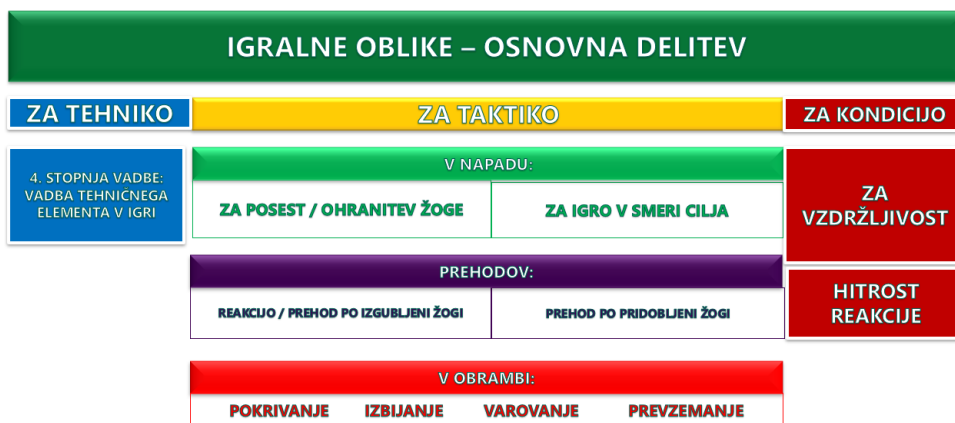 IGRALNE OBLIKE – OSNOVNA DELITEV
ZA TEHNIKO
ZA TAKTIKO
ZA KONDICIJO
4. STOPNJA VADBE:
VADBA TEHNIČNEGA
ELEMENTA V IGRI
V NAPADU:
ZA POSEST / OHRANITEV ŽOGE
ZA IGRO V SMERI CILJA
ZA
VZDRŽLJIVOST
PREHODOV:
REAKCIJO / PREHOD PO IZGUBLJENI ŽOGI
PREHOD PO PRIDOBLJENI ŽOGI
HITROST
REAKCIJE
V OBRAMBI:
POKRIVANJE IZBIJANJE VAROVANJE PREVZEMANJE